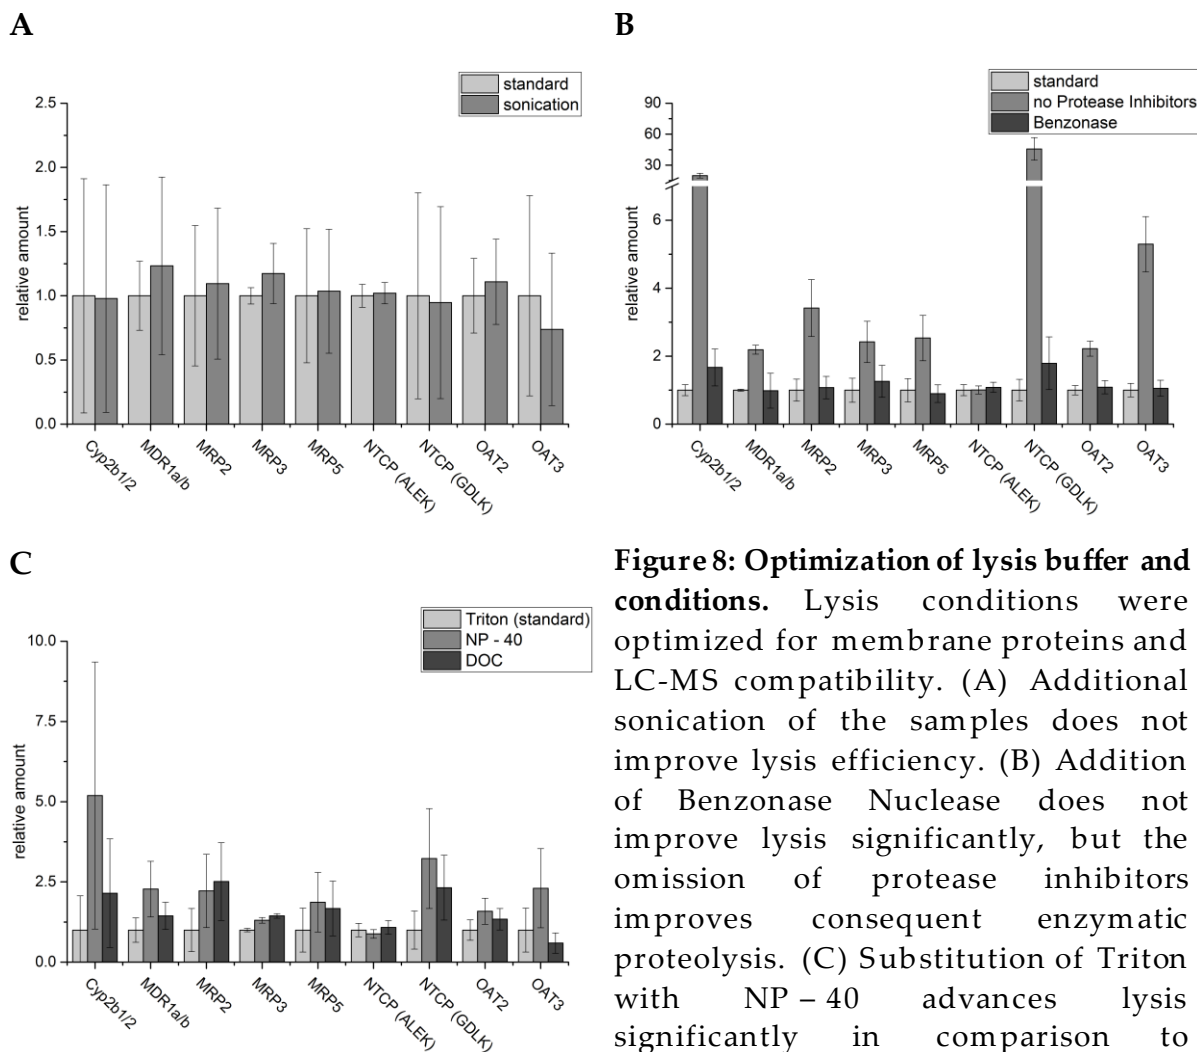 A
standard
sonication
2.5
2.0
1.5
1.0
0.5
0.0
relative amount
Cyp2b1/2
MDR1a/b
MRP2
MRP3
MRP5
NTCP (ALEK)
NTCP (GDLK)
OAT2
OAT3
B
standard
no Protease Inhibitors
Benzonase
90
60
30
6
4
2
0
relative amount
Cyp2b1/2
MDR1a/b
MRP2
MRP3
MRP5
NTCP (ALEK)
NTCP (GDLK)
OAT2
OAT3
C
Triton (standard)
NP - 40
DOC
10.0
7.5
5.0
2.5
0.0
relative amount
Cyp2b1/2
MDR1a/b
MRP2
MRP3
MRP5
NTCP (ALEK)
NTCP (GDLK)
OAT2
OAT3
Figure 8: Optimization of lysis buffer and
conditions. Lysis conditions were
optimized for membrane proteins and
LC-MS compatibility. (A) Additional
sonication of the samples does not
improve lysis efficiency. (B) Addition
of Benzonase Nuclease does not
improve lysis significantly, but the
omission of protease inhibitors
improves consequent enzymatic
proteolysis. (C) Substitution of Triton
with NP – 40 advances lysis
significantly in comparison to